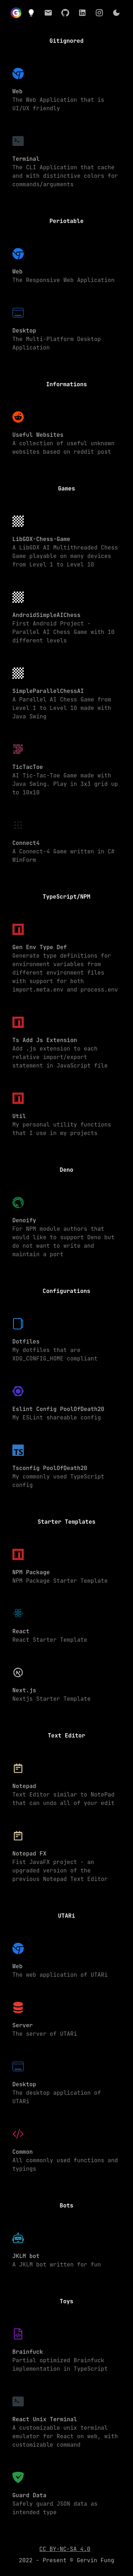 Gitignored
Web
The Web Application that is
UI/UX friendly
Terminal
The CLI Application that cache
and with distinctive colors for
commands/arguments
Periotable
Web
The Responsive Web Application
Desktop
The Multi-Platform Desktop
Application
Informations
Useful Websites
A collection of useful unknown
websites based on reddit post
Games
LibGDX-Chess-Game
A LibGDX AI Multithreaded Chess
Game playable on many devices
from Level 1 to Level 10
AndroidSimpleAIChess
First Android Project -
Parallel AI Chess Game with 10
different levels
SimpleParallelChessAI
A Parallel AI Chess Game from
Level 1 to Level 10 made with
Java Swing
TicTacToe
AI Tic-Tac-Toe Game made with
Java Swing. Play in 3x3 grid up
to 10x10
Connect4
A Connect-4 Game written in C#
WinForm
TypeScript/NPM
Gen Env Type Def
Generate type definitions for
environment variables from
different environment files
with support for both
import.meta.env and process.env
Ts Add Js Extension
Add .js extension to each
relative import/export
statement in JavaScript file
Util
My personal utility functions
that I use in my projects
Deno
Denoify
For NPM module authors that
would like to support Deno but
do not want to write and
maintain a port
Configurations
Dotfiles
My dotfiles that are
XDG_CONFIG_HOME compliant
Eslint Config PoolOfDeath20
My ESLint shareable config
Tsconfig PoolOfDeath20
My commonly used TypeScript
config
Starter Templates
NPM Package
NPM Package Starter Template
React
React Starter Template
Next.js
Nextjs Starter Template
Text Editor
Notepad
Text Editor similar to NotePad
that can undo all of your edit
Notepad FX
Fist JavaFX project - an
upgraded version of the
previous Notepad Text Editor
UTARi
Web
The web application of UTARi
Server
The server of UTARi
Desktop
The desktop application of
UTARi
Common
All commonly used functions and
typings
Bots
JKLM bot
A JKLM bot written for fun
Toys
Brainfuck
Partial optimized Brainfuck
implementation in TypeScript
React Unix Terminal
A customizable unix terminal
emulator for React on web, with
customizable command
Guard Data
Safely guard JSON data as
intended type
CC BY-NC-SA 4.0
2022 - Present © Gervin Fung